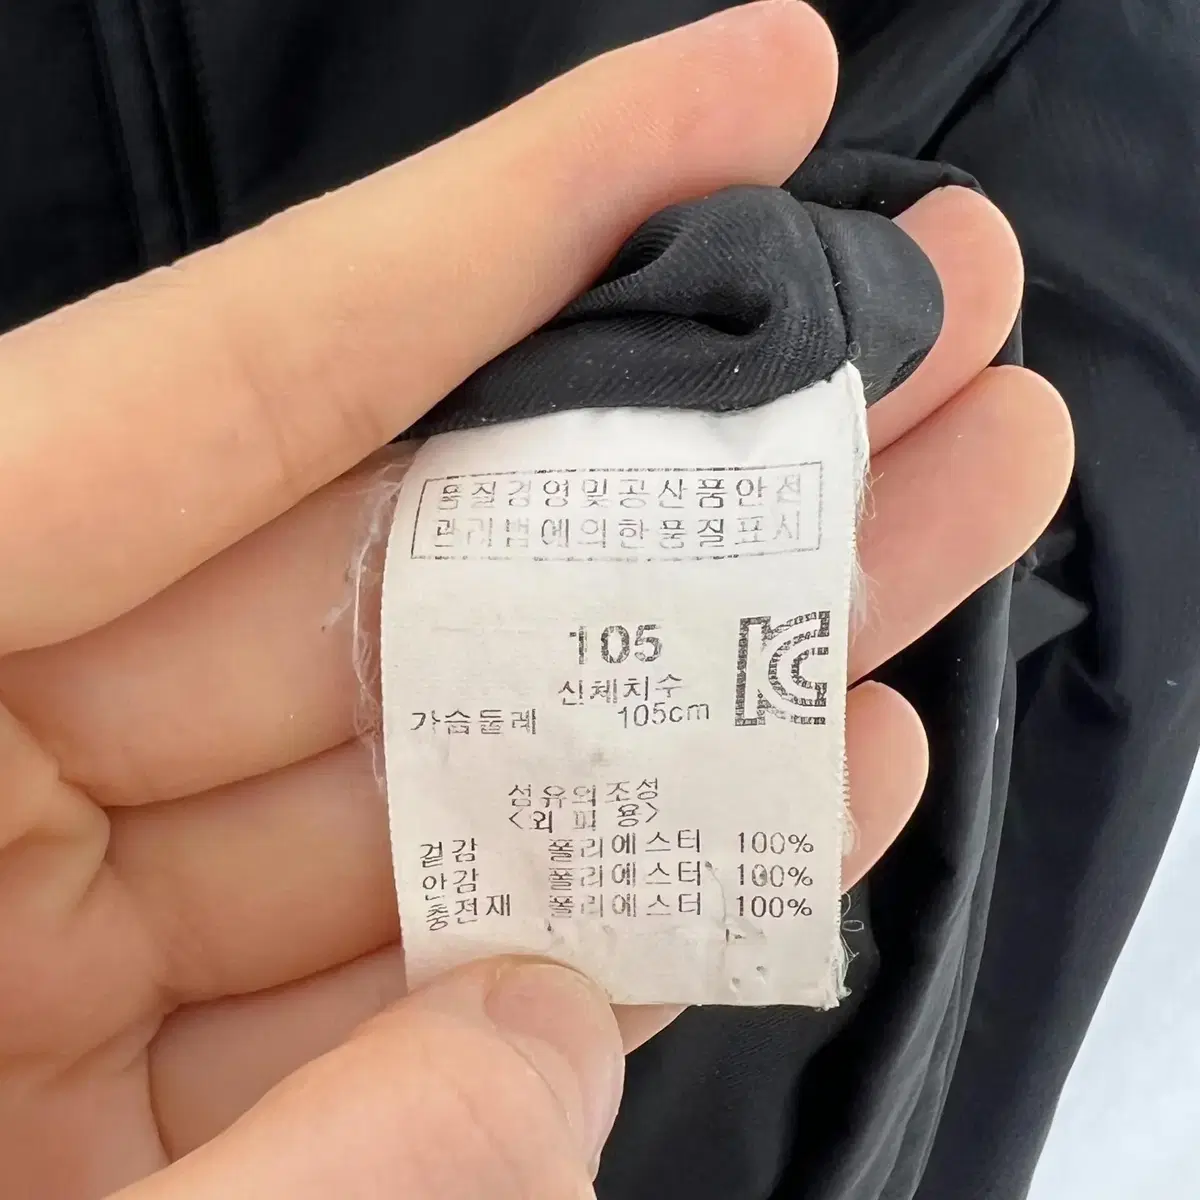 품질경영및공산품안전
관리법에의한품질표시
105
신체치수
가슴둘레 105cm
섬유의조성
<외 피 용>
겉감 폴리에스터 100%
안감 폴리에스터 100%
충전재 폴리에스터 100%